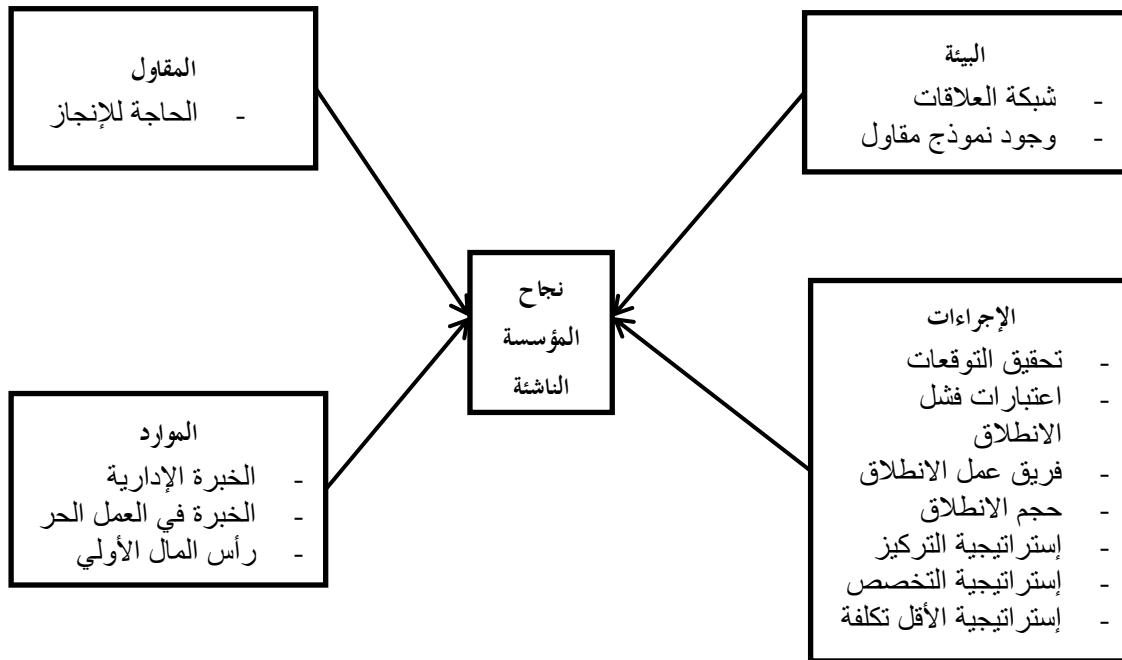 البيئة
- شبكة العلاقات
- وجود نموذج مقاول
المقاول
- الحاجة للإنجاز
نجاح
المؤسسة
الناشئة
الإجراءات
- تحقيق التوقعات
- اعتبارات فشل
الانطلاق
- فريق عمل الانطلاق
- حجم الانطلاق
- إستراتيجية التركيز
- إستراتيجية التخصص
- إستراتيجية الأقل تكلفة
الموارد
- الخبرة الإدارية
- الخبرة في العمل الحر
- رأس المال الأولي